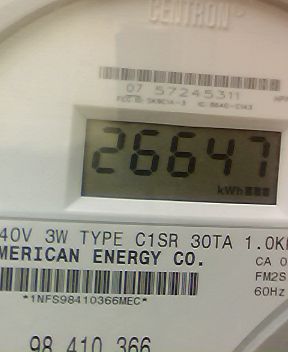 CENTRON
07 57245311
26647
kWh
40V 3W TYPE C1SR 30TA 1.0K
MERICAN ENERGY CO.
CA 0
FM2S
60Hz
*1NFS98410366MEC*
98 410 366